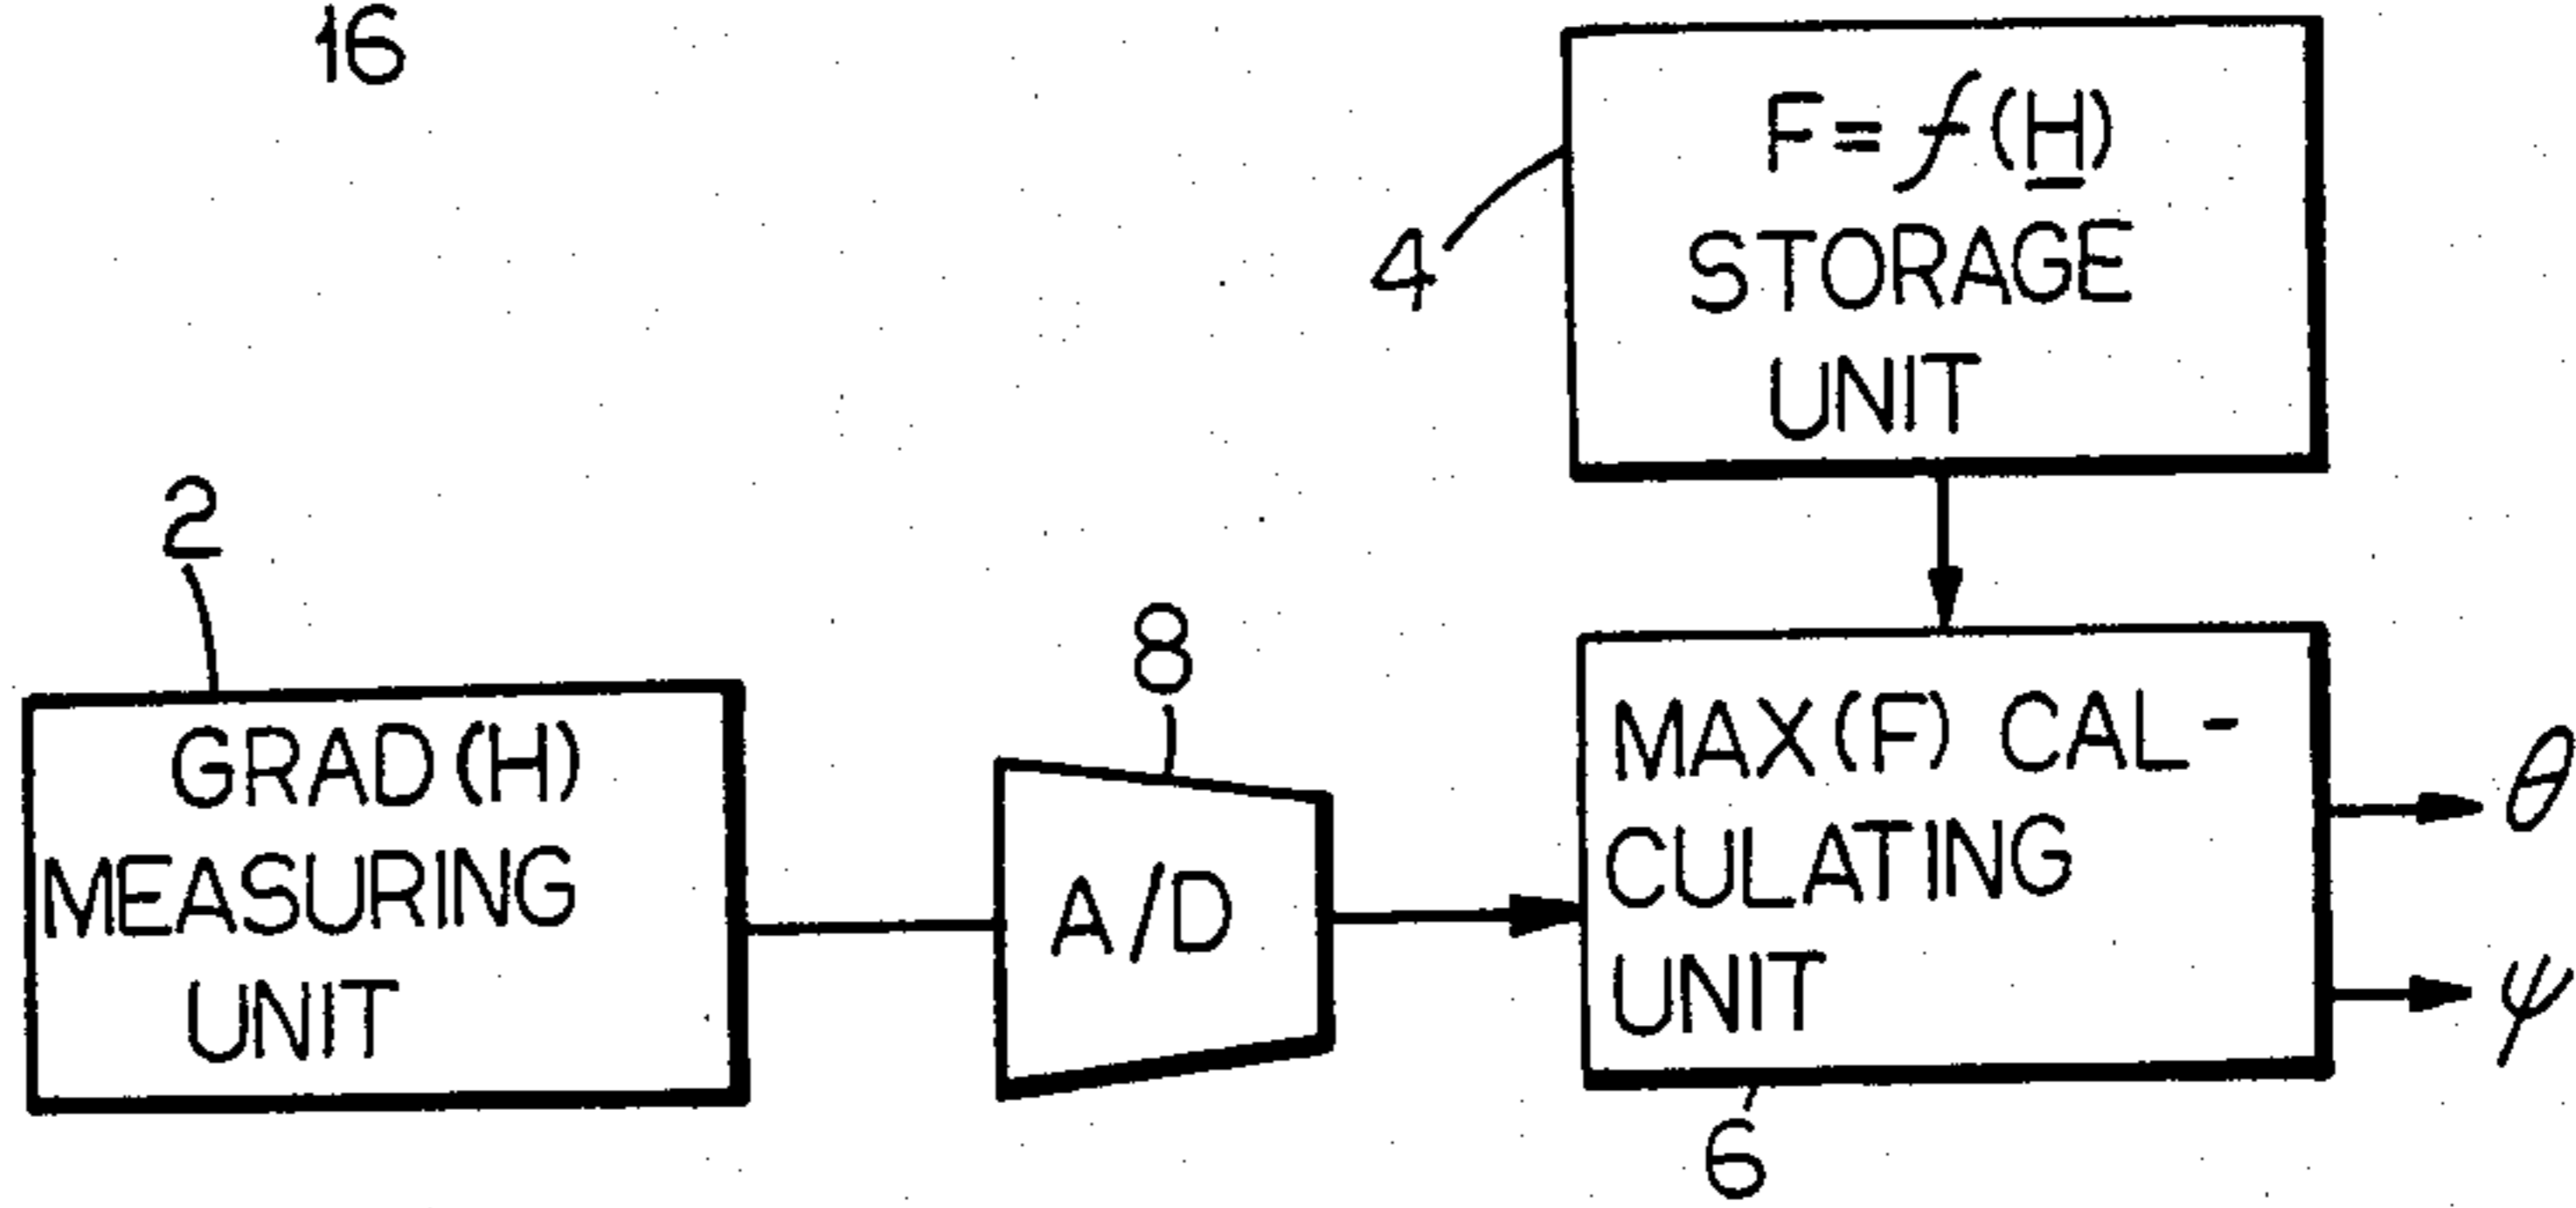 16
F = f(H)
STORAGE
UNIT
4
2
GRAD (H)
MEASURING
UNIT
8
A/D
MAX(F) CAL-
CULATING
UNIT
θ
ψ
6